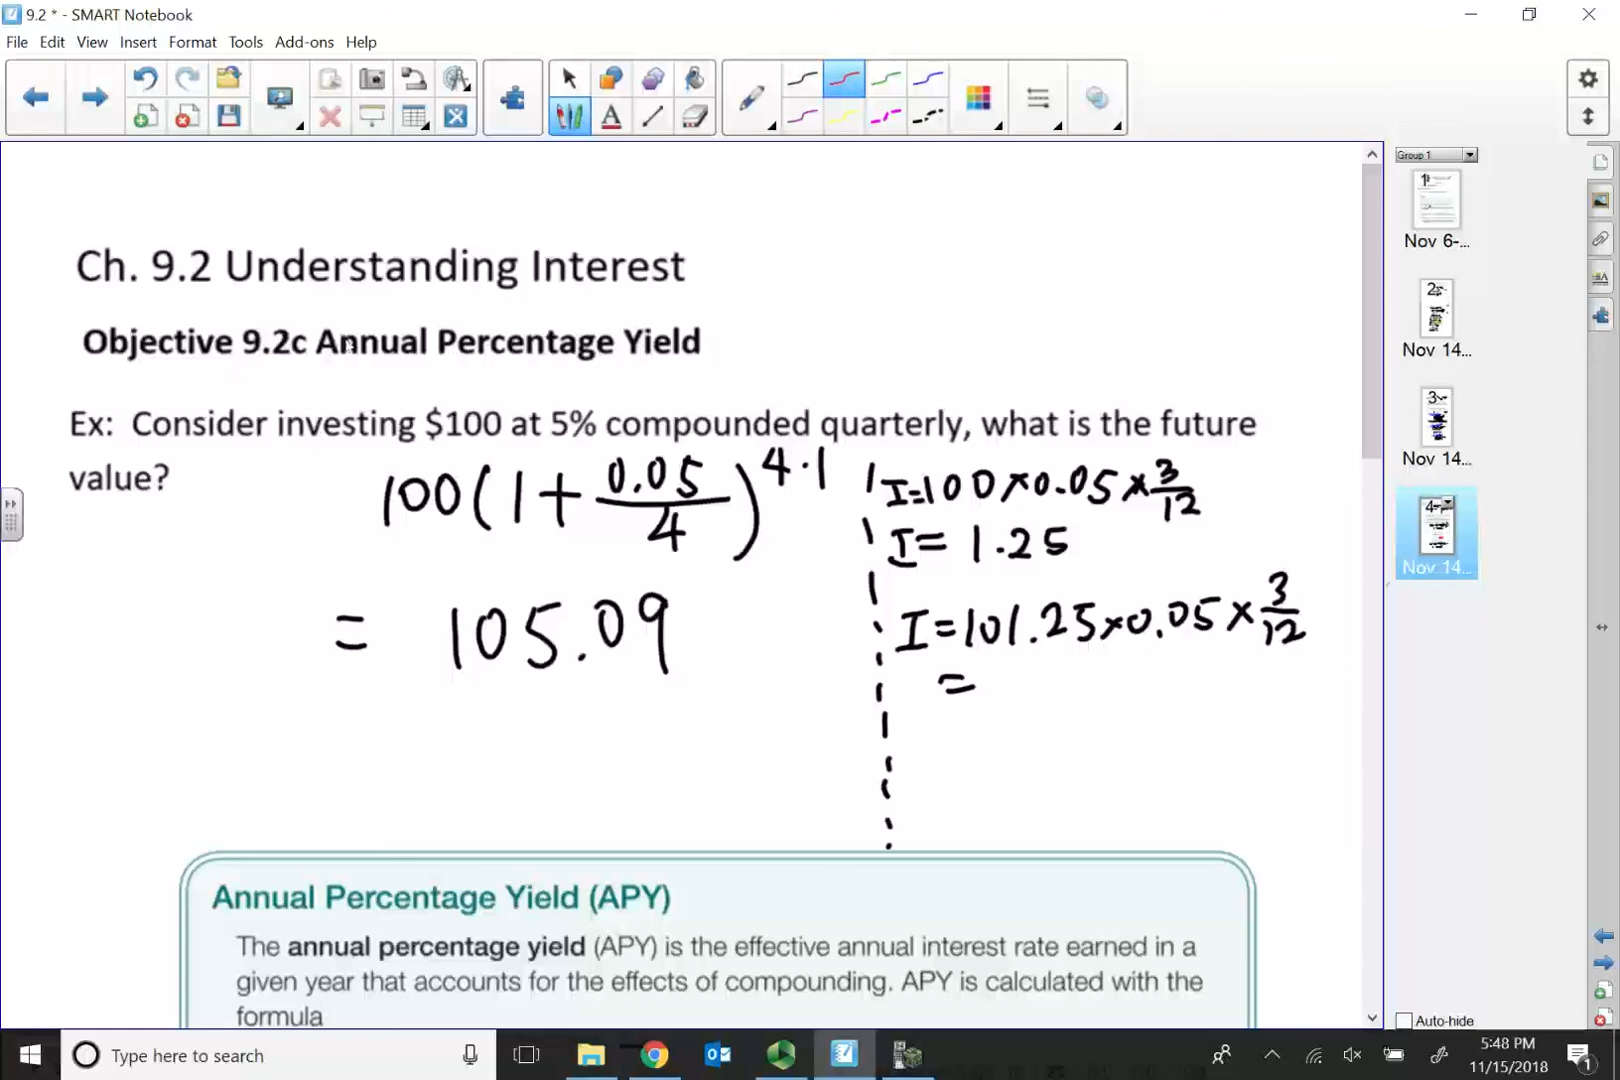 9.2 * - SMART Notebook
File Edit View Insert Format Tools Add-ons Help
Group 1
Ch. 9.2 Understanding Interest
Objective 9.2c Annual Percentage Yield
Ex: Consider investing $100 at 5% compounded quarterly, what is the future
value?
100(1+0.05/4)^4·1
= 105.09
I=100×0.05×3/12
I= 1.25
I=101.25×0.05×3/12
=
Annual Percentage Yield (APY)
The annual percentage yield (APY) is the effective annual interest rate earned in a
given year that accounts for the effects of compounding. APY is calculated with the
formula
Nov 6-...
Nov 14...
Nov 14...
Nov 14...
Auto-hide
Type here to search
5:48 PM
11/15/2018
1